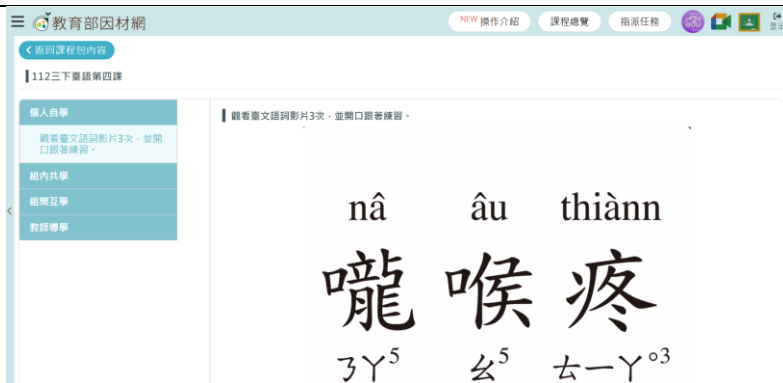 教育部因材網
NEW 操作介紹 課程總覽 指派任務
返回課程包內容
112三下臺語第四課
個人自學
觀看臺文語詞影片3次,並開口跟著練習。
組內共學
組間互學
教師導學
觀看臺文語詞影片3次,並開口跟著練習。
nâ âu thiànn
嚨喉疼
ㄋㄚ⁵ ㄠ⁵ ㄊㄧㄚ°³